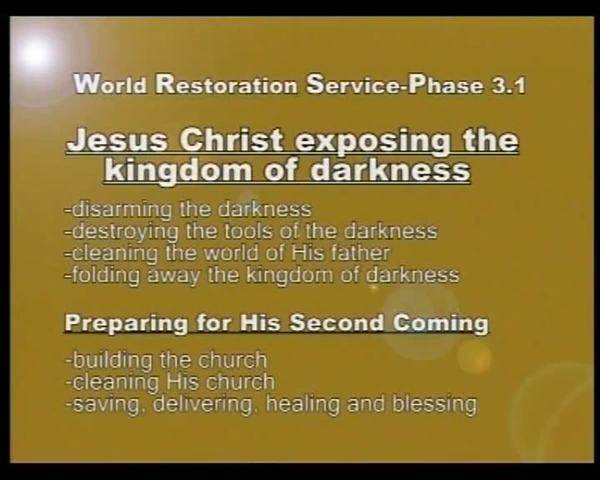 World Restoration Service-Phase 3.1
Jesus Christ exposing the
kingdom of darkness
-disarming the darkness
-destroying the tools of the darkness
-cleaning the world of His father
-folding away the kingdom of darkness
Preparing for His Second Coming
-building the church
-cleaning His church
-saving, delivering, healing and blessing